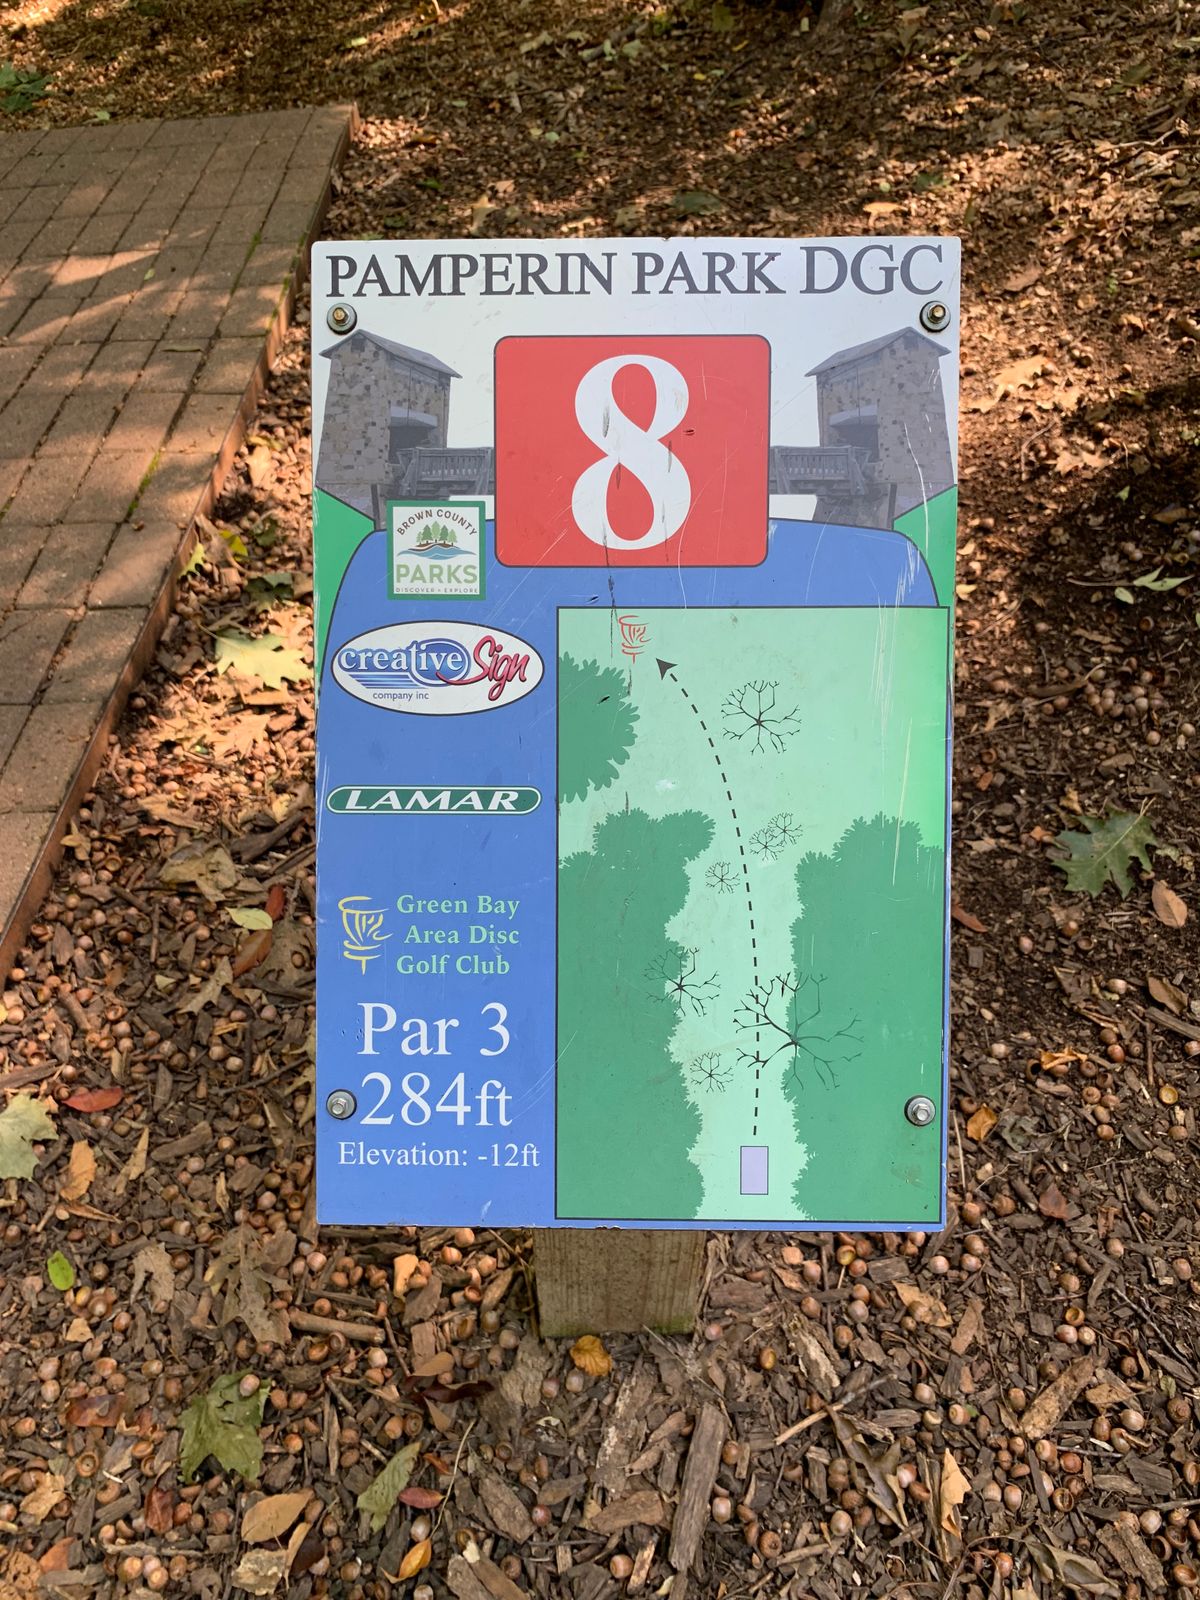 PAMPERIN PARK DGC
8
BROWN COUNTY
PARKS
DISCOVER • EXPLORE
creative Sign
company inc
LAMAR
Green Bay
Area Disc
Golf Club
Par 3
284ft
Elevation: -12ft